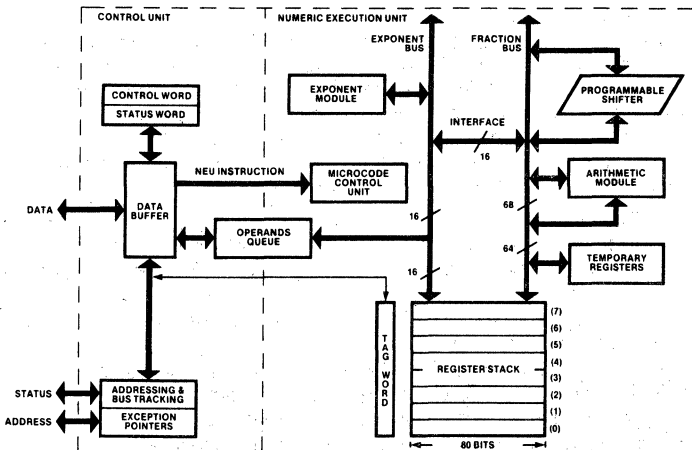 CONTROL UNIT
NUMERIC EXECUTION UNIT
EXPONENT
BUS
FRACTION
BUS
EXPONENT
MODULE
PROGRAMMABLE
SHIFTER
CONTROL WORD
STATUS WORD
INTERFACE
16
NEU INSTRUCTION
MICROCODE
CONTROL
UNIT
ARITHMETIC
MODULE
DATA
DATA
BUFFER
OPERANDS
QUEUE
16
68
64
TEMPORARY
REGISTERS
16
TAG WORD
REGISTER STACK
(7)
(6)
(5)
(4)
(3)
(2)
(1)
(0)
STATUS
ADDRESS
ADDRESSING &
BUS TRACKING
EXCEPTION
POINTERS
80 BITS